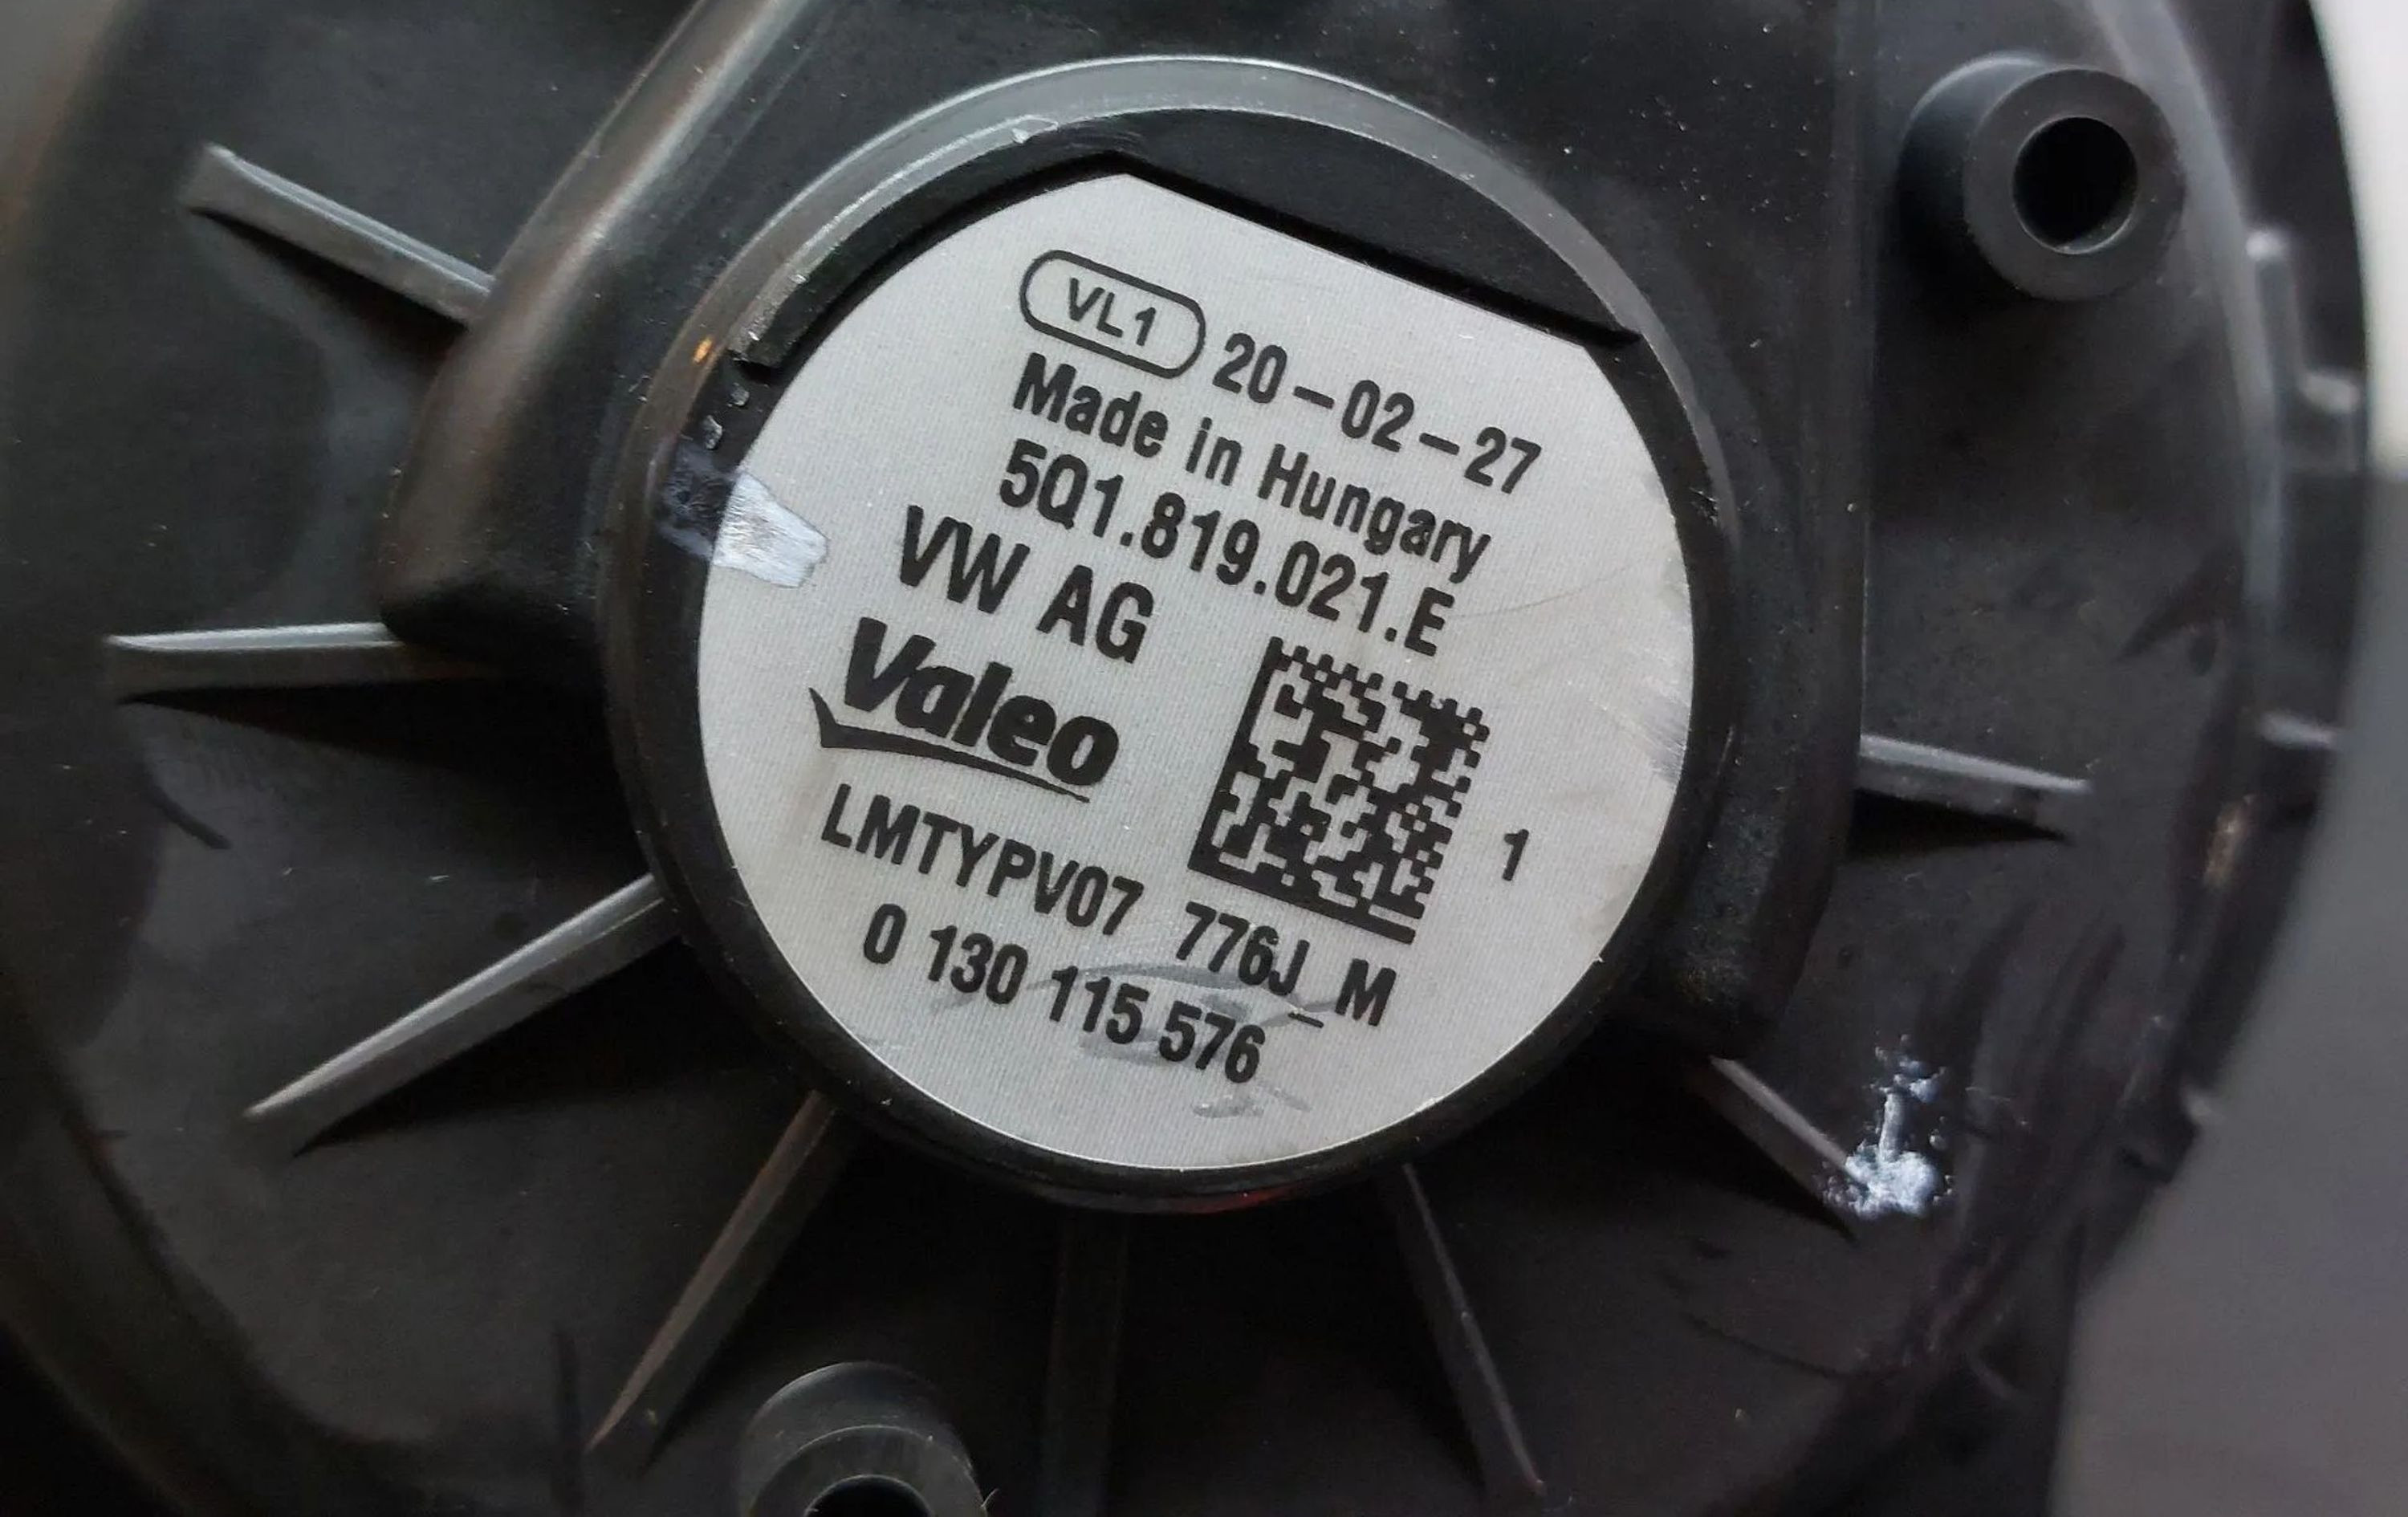 VL1 20-02-27
Made in Hungary
5Q1.819.021.E
VW AG
Valeo
1
LMTYPV07 776J_M
0 130 115 576